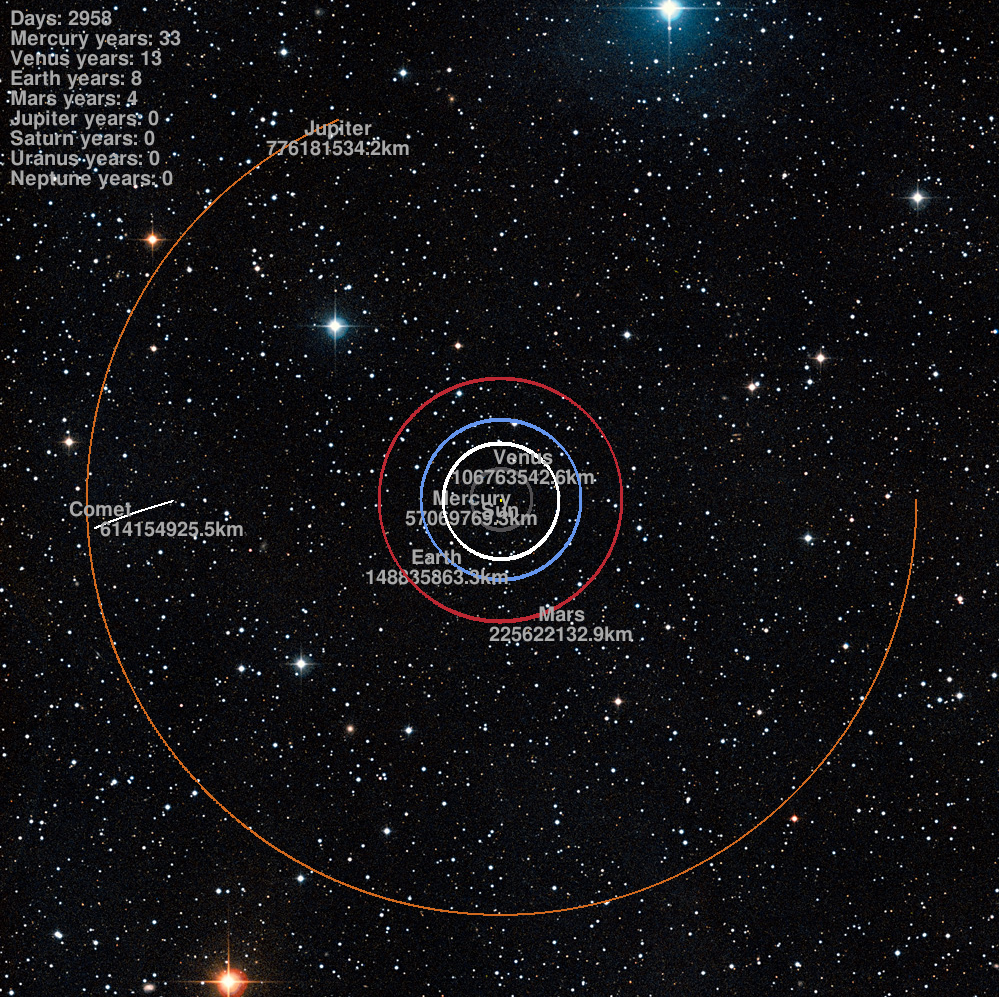 Days: 2958
Mercury years: 33
Venus years: 13
Earth years: 8
Mars years: 4
Jupiter years: 0
Saturn years: 0
Uranus years: 0
Neptune years: 0
Jupiter
776181534.2km
Venus
106763542.6km
Mercury
57069769.3km
Sun
Comet
614154925.5km
Earth
148835863.3km
Mars
225622132.9km